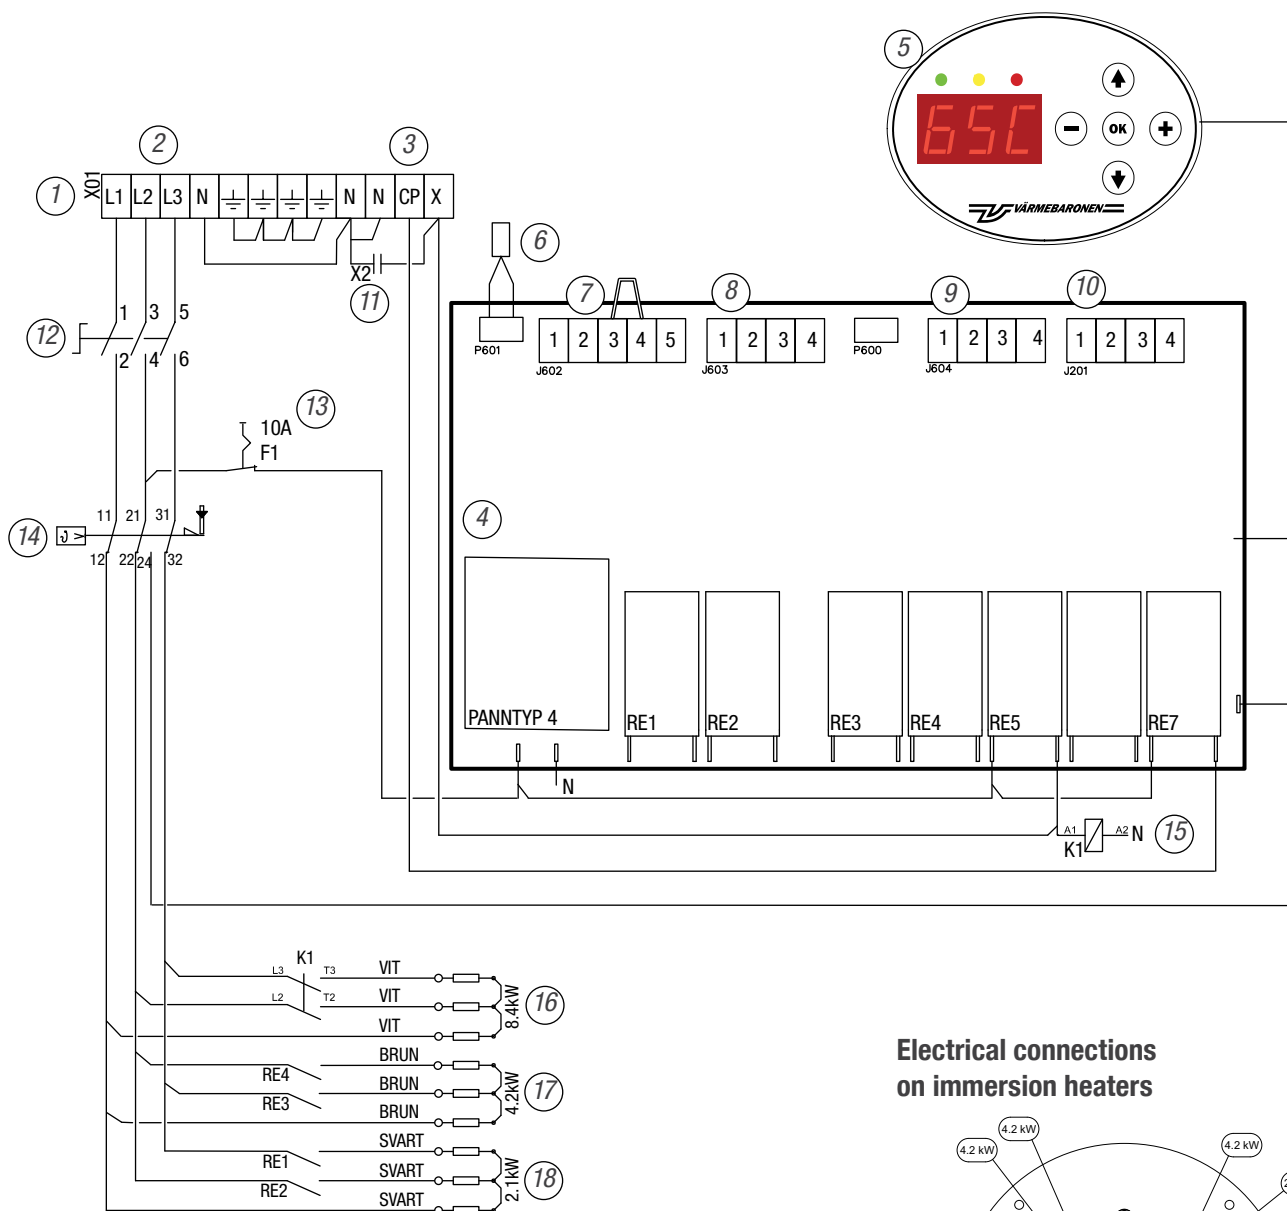 5
65C
OK
VÄRMEBARONEN
2
3
1
X01
L1 L2 L3 N N N CP X
6
X2
11
7
8
9
10
12
1 3 5
2 4 6
P601
1 2 3 4 5
J602
1 2 3 4
J603
P600
1 2 3 4
J604
1 2 3 4
J201
13
10A
F1
4
14
11 21 31
12 22 24 32
PANNTYP 4
RE1
RE2
RE3
RE4
RE5
RE7
N
A1
K1
A2 N
15
K1
L3 T3 VIT
L2 T2 VIT
VIT
8.4kW
16
BRUN
RE4
BRUN
RE3
BRUN
4.2kW
17
SVART
RE1
SVART
RE2
SVART
2.1kW
18
Electrical connections
on immersion heaters
4.2 kW
4.2 kW
4.2 kW